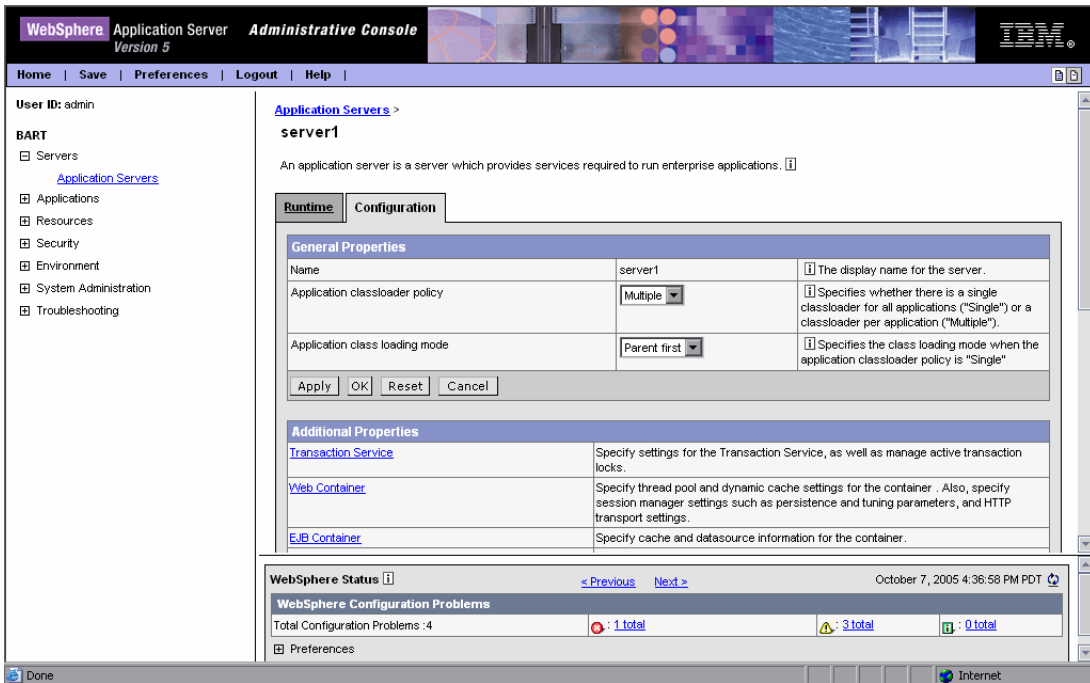 WebSphere Application Server Administrative Console
Version 5
IBM®
Home | Save | Preferences | Logout | Help |
User ID: admin
BART
Servers
Application Servers
Applications
Resources
Security
Environment
System Administration
Troubleshooting
Application Servers >
server1
An application server is a server which provides services required to run enterprise applications. i
Runtime Configuration
General Properties
Name server1 i The display name for the server.
Application classloader policy Multiple i Specifies whether there is a single
classloader for all applications ("Single") or a
classloader per application ("Multiple").
Application class loading mode Parent first i Specifies the class loading mode when the
application classloader policy is "Single"
Apply OK Reset Cancel
Additional Properties
Transaction Service Specify settings for the Transaction Service, as well as manage active transaction
locks.
Web Container Specify thread pool and dynamic cache settings for the container . Also, specify
session manager settings such as persistence and tuning parameters, and HTTP
transport settings.
EJB Container Specify cache and datasource information for the container.
WebSphere Status i < Previous Next > October 7, 2005 4:36:58 PM PDT
WebSphere Configuration Problems
Total Configuration Problems :4 : 1 total : 3 total i : 0 total
Preferences
Done Internet